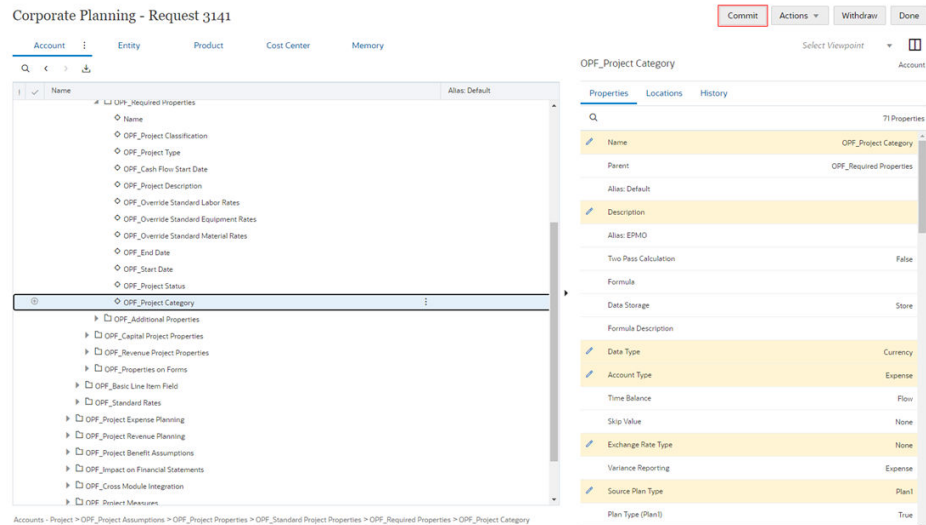 Corporate Planning - Request 3141
Commit Actions Withdraw Done
Account Entity Product Cost Center Memory
Select Viewpoint
OPF_Project Category Account
Name Alias: Default
Properties Locations History
71 Properties
OPF_Required Properties
Name
OPF_Project Classification
OPF_Project Type
OPF_Cash Flow Start Date
OPF_Project Description
OPF_Override Standard Labor Rates
OPF_Override Standard Equipment Rates
OPF_Override Standard Material Rates
OPF_End Date
OPF_Start Date
OPF_Project Status
OPF_Project Category
OPF_Additional Properties
OPF_Capital Project Properties
OPF_Revenue Project Properties
OPF_Properties on Forms
OPF_Basic Line Item Field
OPF_Standard Rates
OPF_Project Expense Planning
OPF_Project Revenue Planning
OPF_Project Benefit Assumptions
OPF_Impact on Financial Statements
OPF_Cross Module Integration
OPF_Project Measures
Name OPF_Project Category
Parent OPF_Required Properties
Alias: Default
Description
Alias: EPMO
Two Pass Calculation False
Formula
Data Storage Store
Formula Description
Data Type Currency
Account Type Expense
Time Balance Flow
Skip Value None
Exchange Rate Type None
Variance Reporting Expense
Source Plan Type Plan1
Plan Type (Plan1) True
Accounts - Project > OPF_Project Assumptions > OPF_Project Properties > OPF_Standard Project Properties > OPF_Required Properties > OPF_Project Category